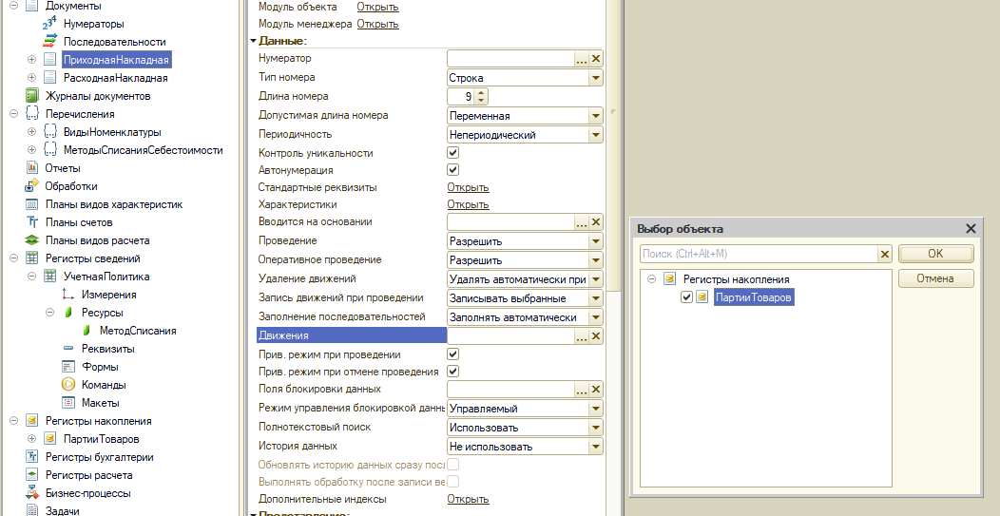 Документы
Нумераторы
Последовательности
ПриходнаяНакладная
РасходнаяНакладная
Журналы документов
Перечисления
ВидыНоменклатуры
МетодыСписанияСебестоимости
Отчеты
Обработки
Планы видов характеристик
Планы счетов
Планы видов расчета
Регистры сведений
УчетнаяПолитика
Измерения
Ресурсы
МетодСписания
Реквизиты
Формы
Команды
Макеты
Регистры накопления
ПартииТоваров
Регистры бухгалтерии
Регистры расчета
Бизнес-процессы
Задачи
Модуль объекта Открыть
Модуль менеджера Открыть
Данные:
Нумератор ...
Тип номера Строка
Длина номера 9
Допустимая длина номера Переменная
Периодичность Непериодический
Контроль уникальности
Автонумерация
Стандартные реквизиты Открыть
Характеристики Открыть
Вводится на основании ...
Проведение Разрешить
Оперативное проведение Разрешить
Удаление движений Удалять автоматически при
Запись движений при проведении Записывать выбранные
Заполнение последовательностей Заполнять автоматически
Движения ...
Прив. режим при проведении
Прив. режим при отмене проведения
Поля блокировки данных ...
Режим управления блокировкой данн Управляемый
Полнотекстовый поиск Использовать
История данных Не использовать
Обновлять историю данных сразу посл
Выполнять обработку после записи ве
Дополнительные индексы Открыть
Представление:
Выбор объекта
Поиск (Ctrl+Alt+M) OK
Отмена
Регистры накопления
ПартииТоваров